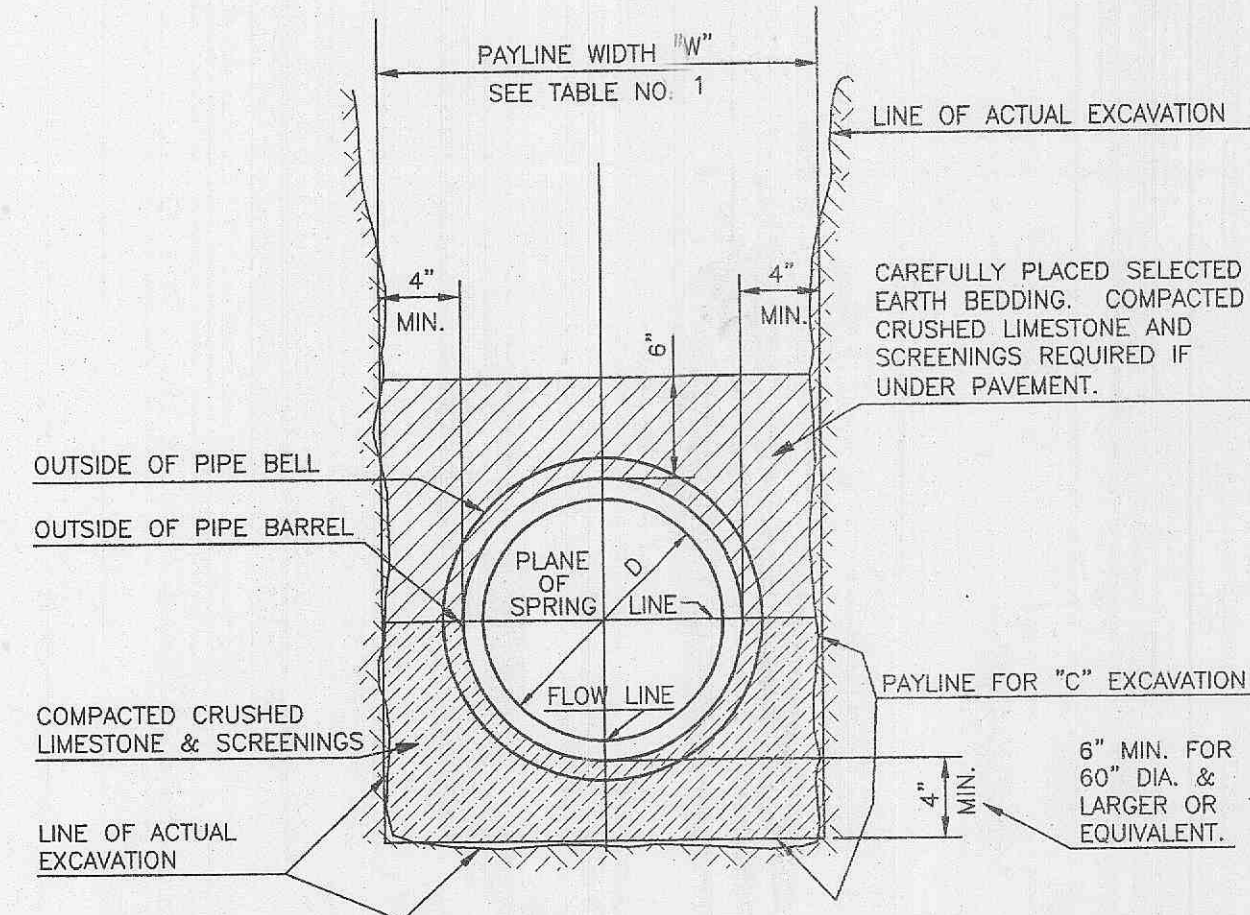 PAYLINE WIDTH "W"
SEE TABLE NO. 1
LINE OF ACTUAL EXCAVATION
4"
MIN.
4"
MIN.
6"
CAREFULLY PLACED SELECTED
EARTH BEDDING. COMPACTED
CRUSHED LIMESTONE AND
SCREENINGS REQUIRED IF
UNDER PAVEMENT.
OUTSIDE OF PIPE BELL
OUTSIDE OF PIPE BARREL
PLANE
OF
SPRING LINE
D
FLOW LINE
PAYLINE FOR "C" EXCAVATION
COMPACTED CRUSHED
LIMESTONE & SCREENINGS
4"
MIN.
6" MIN. FOR
60" DIA. &
LARGER OR
EQUIVALENT.
LINE OF ACTUAL
EXCAVATION